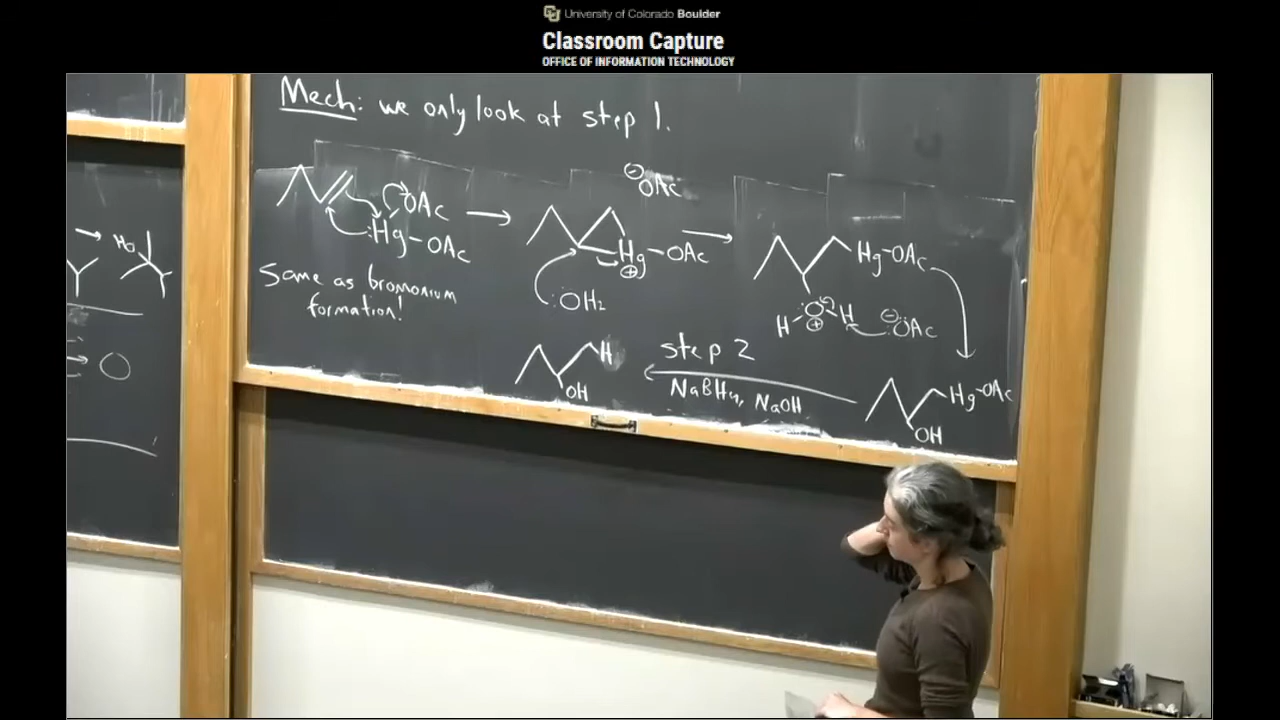 University of Colorado Boulder
Classroom Capture
OFFICE OF INFORMATION TECHNOLOGY
Mech: we only look at step 1.
⊖ OAc
OAc
Hg-OAc
Hg-OAc
⊕
:OH₂
Hg-OAc
H-O-H ⊖ OAc
⊕
HO
Same as bromonium
formation!
step 2
NaBH₄, NaOH
H
OH
Hg-OAc
OH